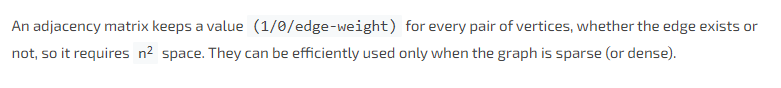 An adjacency matrix keeps a value (1/0/edge-weight) for every pair of vertices, whether the edge exists or
not, so it requires n² space. They can be efficiently used only when the graph is sparse (or dense).